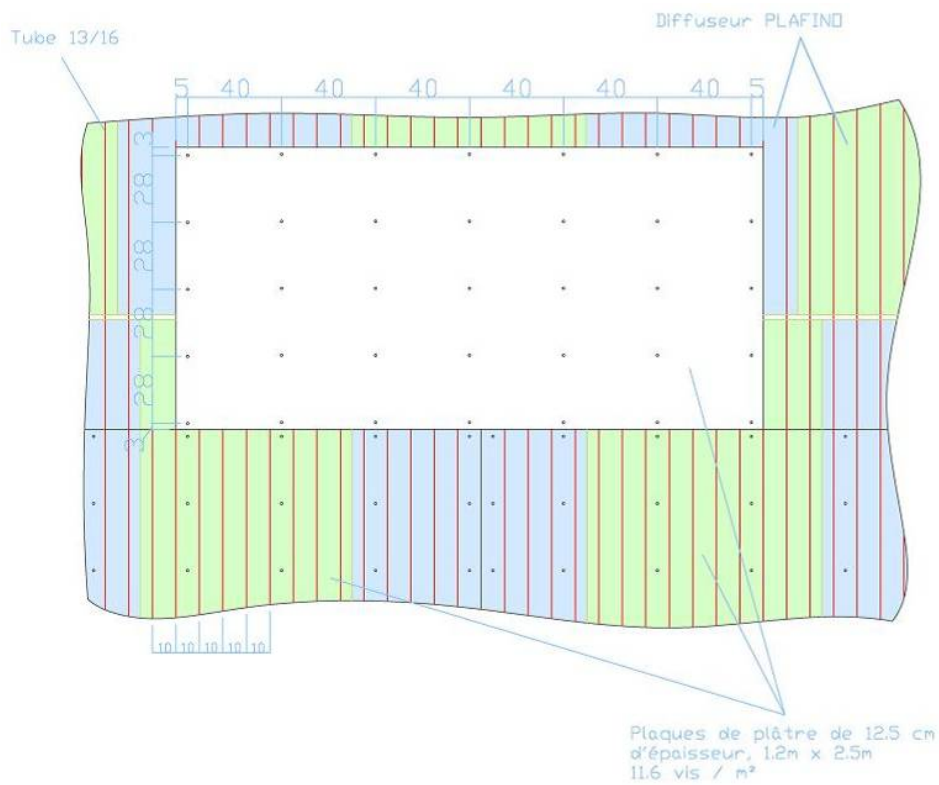 Diffuseur PLAFINO
Tube 13/16
5 40 40 40 40 40 40 5
3
28
28
28
28
3
10 10 10 10 10
Plaques de plâtre de 12.5 cm
d'épaisseur, 1.2m x 2.5m
11.6 vis / m²